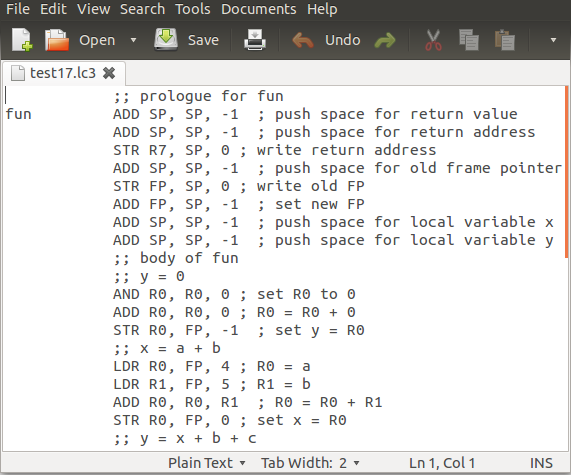 File Edit View Search Tools Documents Help
Open Save Undo
test17.lc3
;; prologue for fun
fun ADD SP, SP, -1 ; push space for return value
ADD SP, SP, -1 ; push space for return address
STR R7, SP, 0 ; write return address
ADD SP, SP, -1 ; push space for old frame pointer
STR FP, SP, 0 ; write old FP
ADD FP, SP, -1 ; set new FP
ADD SP, SP, -1 ; push space for local variable x
ADD SP, SP, -1 ; push space for local variable y
;; body of fun
;; y = 0
AND R0, R0, 0 ; set R0 to 0
ADD R0, R0, 0 ; R0 = R0 + 0
STR R0, FP, -1 ; set y = R0
;; x = a + b
LDR R0, FP, 4 ; R0 = a
LDR R1, FP, 5 ; R1 = b
ADD R0, R0, R1 ; R0 = R0 + R1
STR R0, FP, 0 ; set x = R0
;; y = x + b + c
Plain Text Tab Width: 2 Ln 1, Col 1 INS